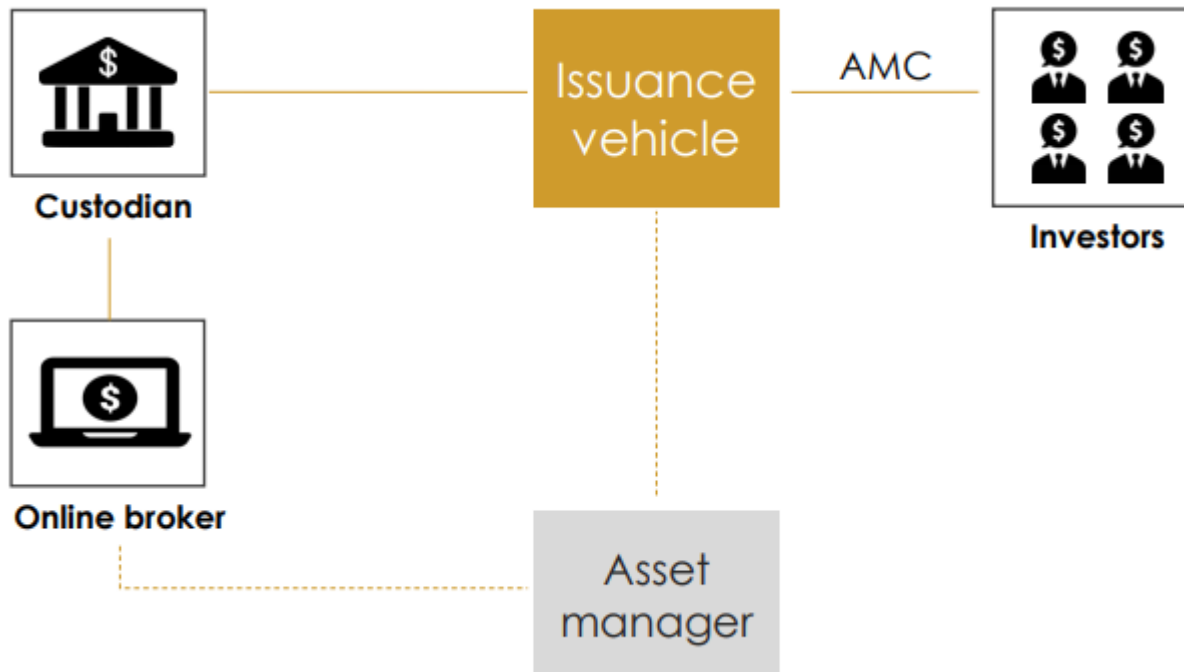 $
Issuance
vehicle
AMC
$ $
$ $
Custodian
Investors
$
Online broker
Asset
manager